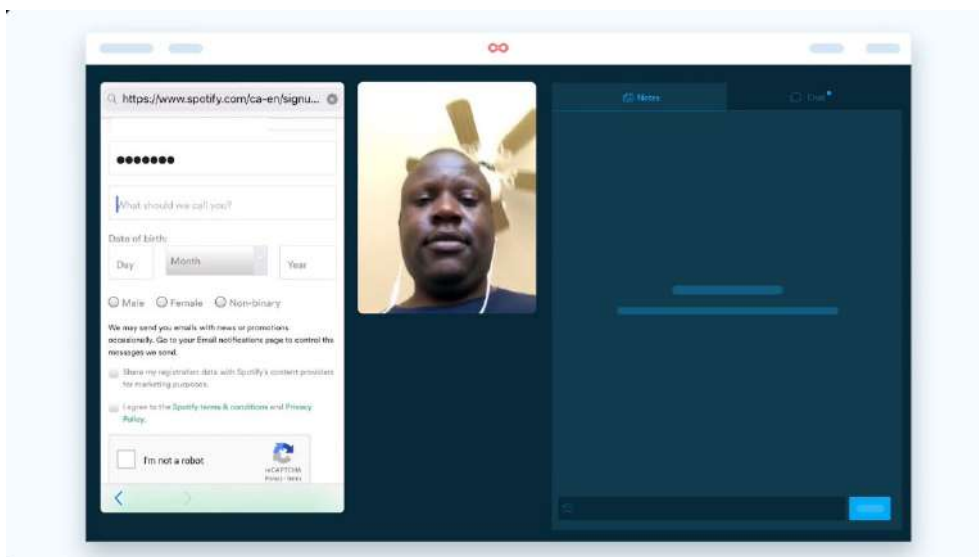 https://www.spotify.com/ca-en/signu...
What should we call you?
Date of birth:
Day
Month
Year
Male Female Non-binary
We may send you emails with news or promotions
occasionally. Go to your Email notifications page to control the
messages we send.
Share my registration data with Spotify's content providers
for marketing purposes.
I agree to the Spotify terms & conditions and Privacy
Policy.
I'm not a robot
reCAPTCHA
Privacy - Terms
Notes
Chat